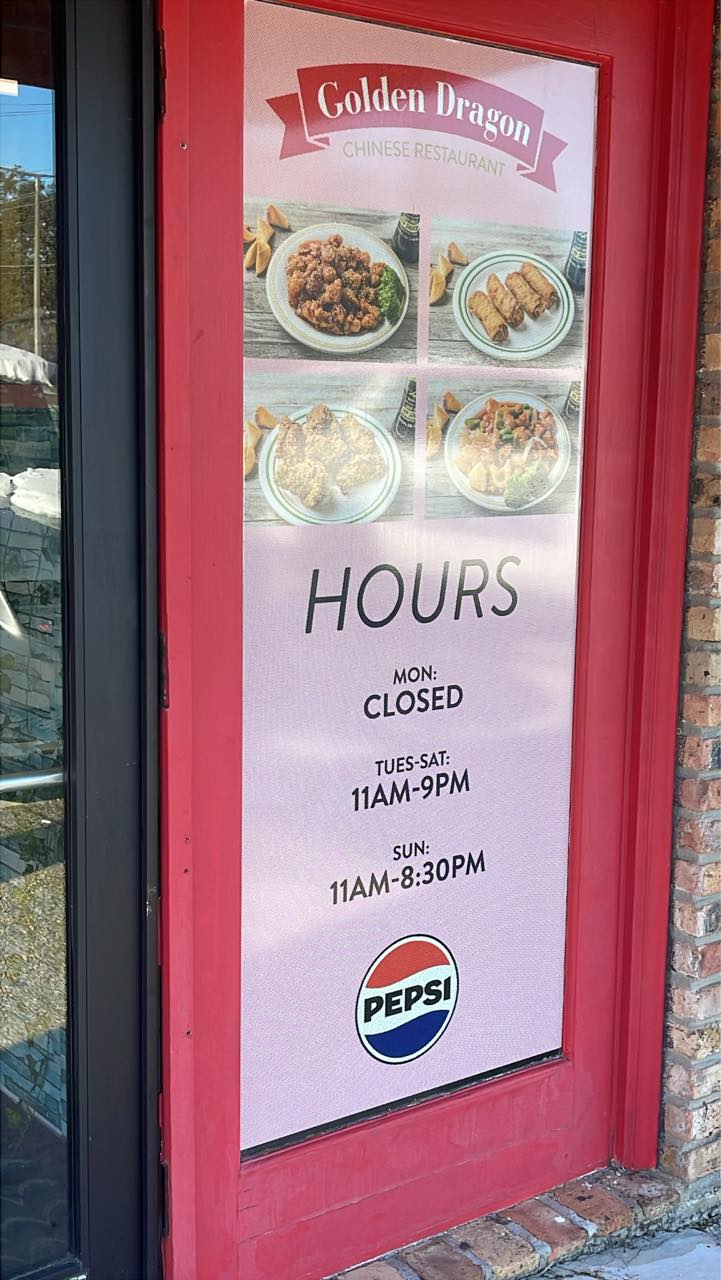 Golden Dragon
CHINESE RESTAURANT
HOURS
MON:
CLOSED
TUES-SAT:
11AM-9PM
SUN:
11AM-8:30PM
PEPSI